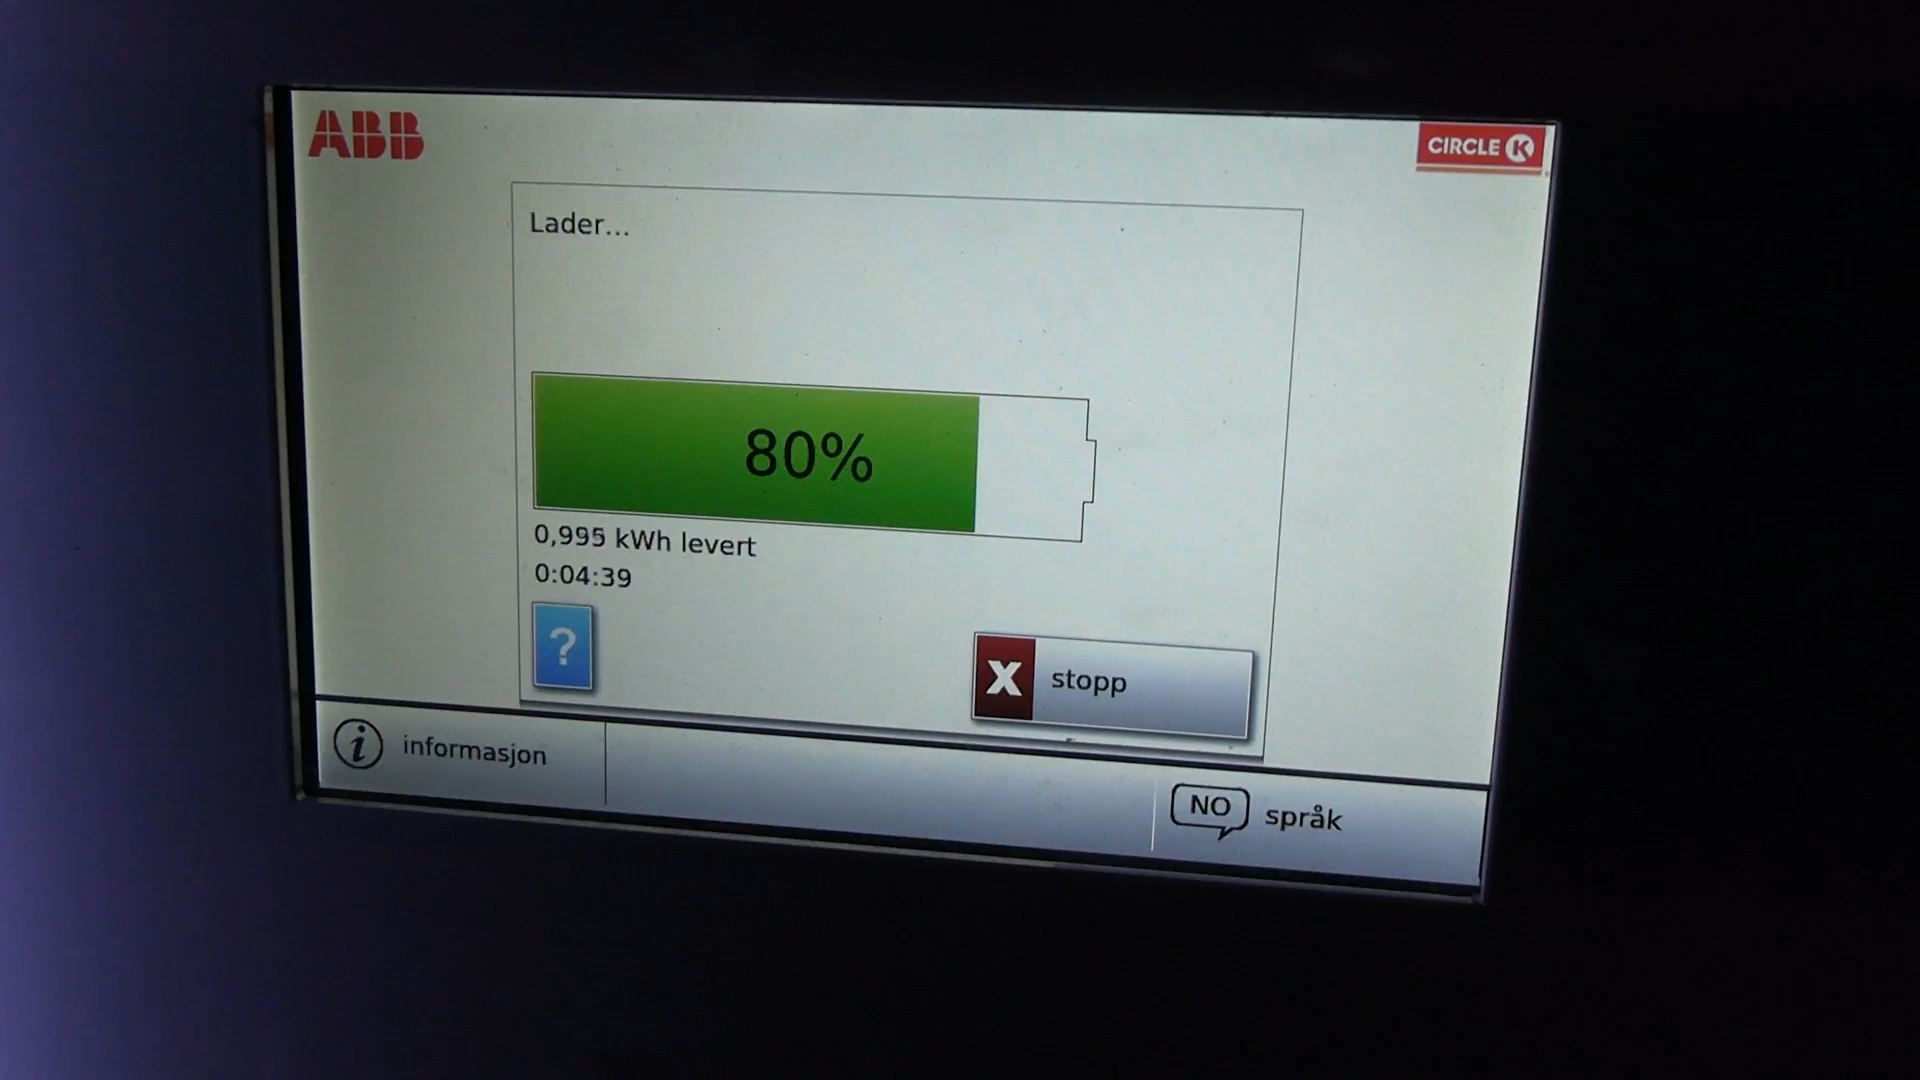 ABB
CIRCLE K
Lader...
80%
0,995 kWh levert
0:04:39
?
X stopp
i informasjon
NO språk